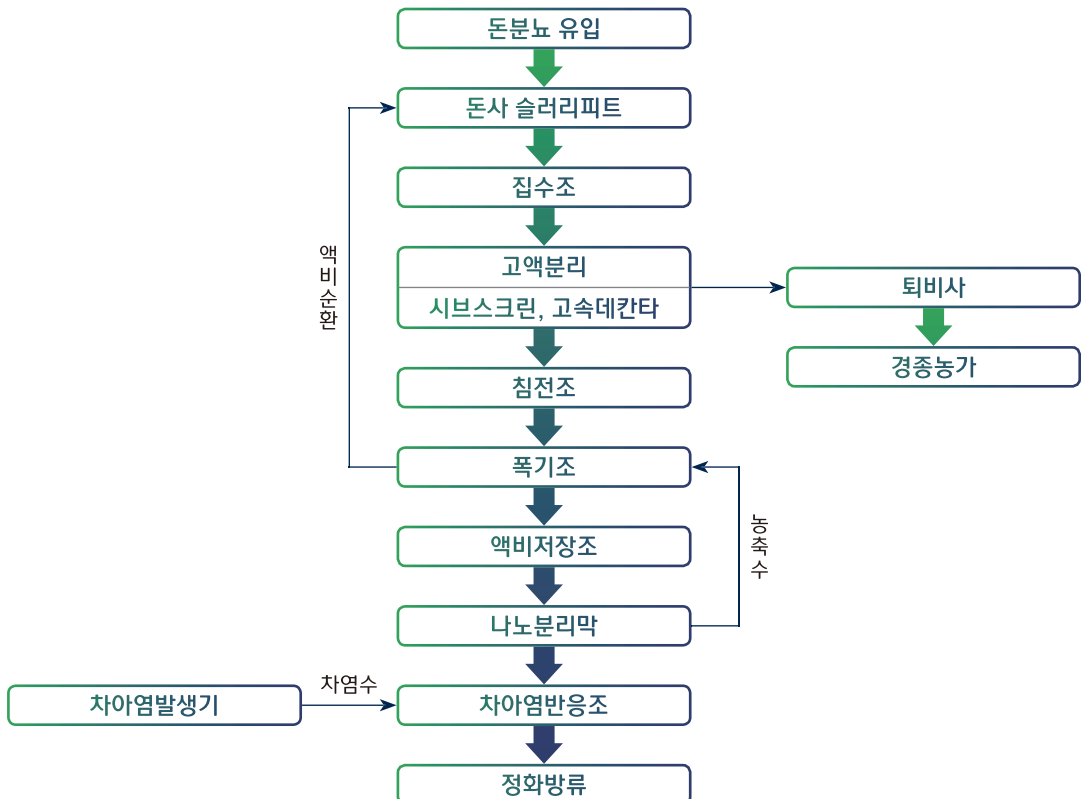 돈분뇨 유입
돈사 슬러리피트
집수조
고액분리
시브스크린, 고속데칸타
퇴비사
경종농가
액비순환
침전조
폭기조
액비저장조
농축수
나노분리막
차아염발생기
차염수
차아염반응조
정화방류